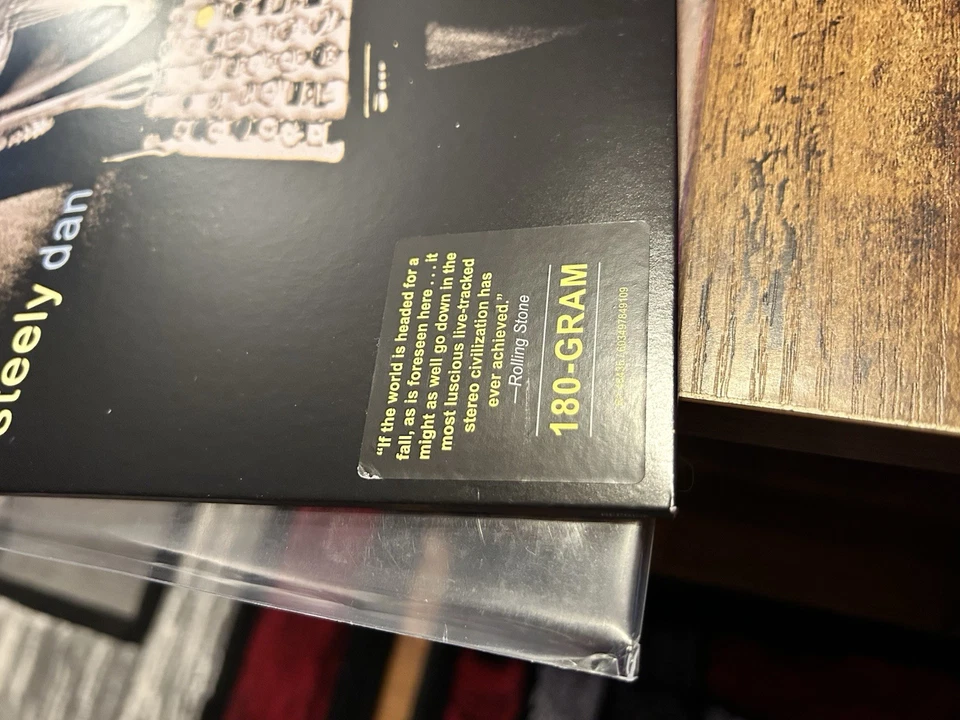 steely dan
“If the world is headed for a
fall, as is foreseen here . . . it
might as well go down in the
most luscious live-tracked
stereo civilization has
ever achieved.”
—Rolling Stone
180-GRAM